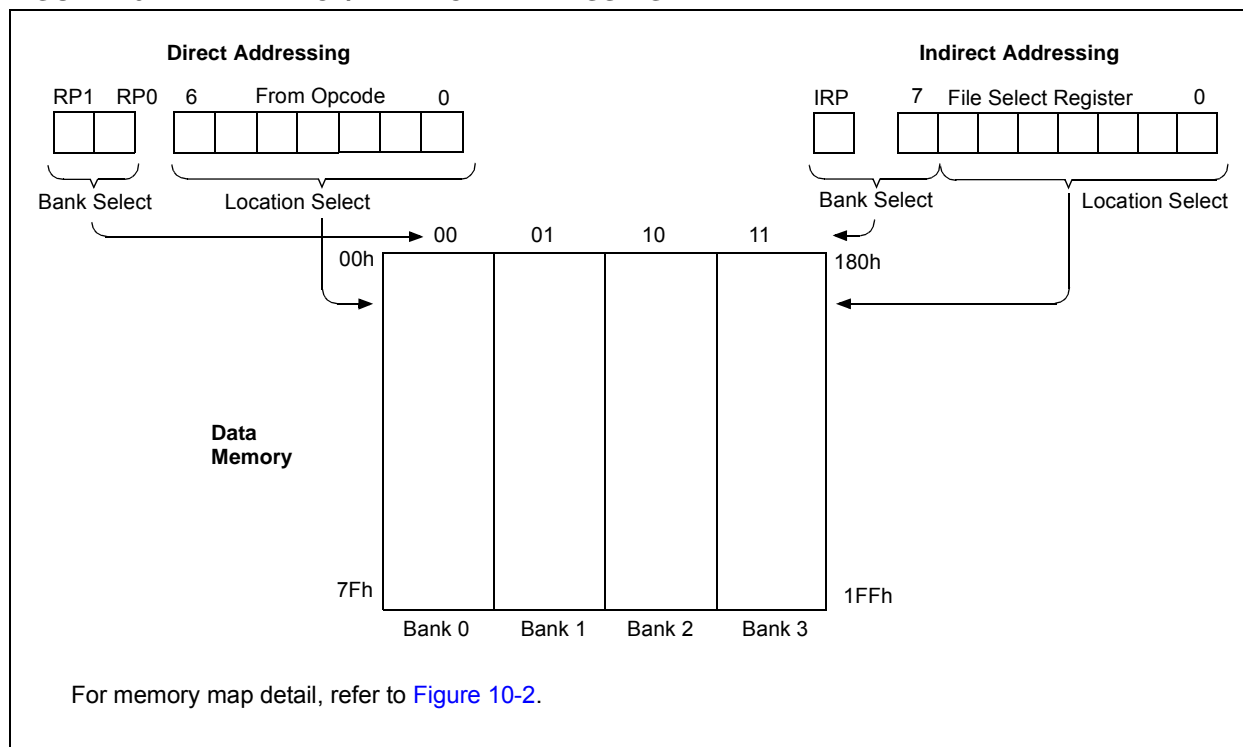 Direct Addressing
Indirect Addressing
RP1 RP0 6 From Opcode 0
IRP 7 File Select Register 0
Bank Select Location Select
Bank Select Location Select
00 01 10 11
00h
180h
Data
Memory
7Fh
1FFh
Bank 0 Bank 1 Bank 2 Bank 3
For memory map detail, refer to Figure 10-2.